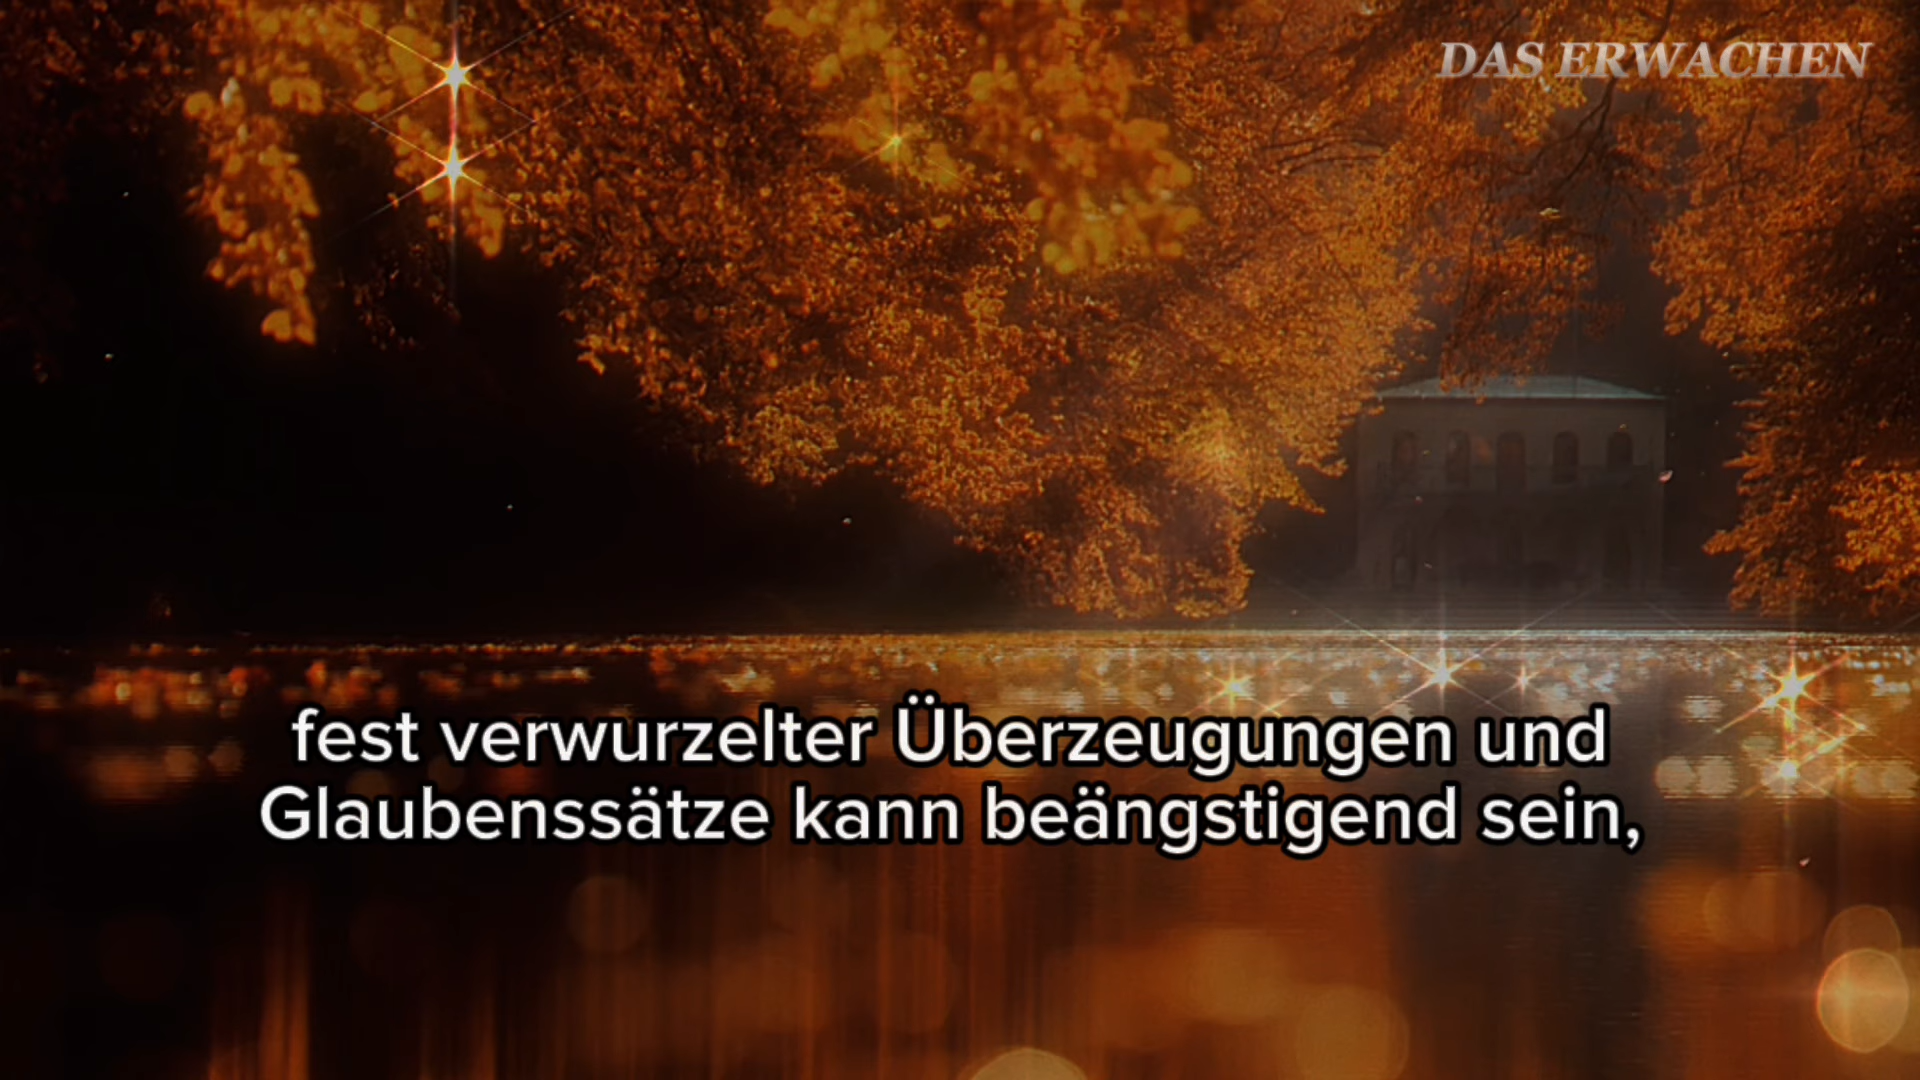 DAS ERWACHEN
fest verwurzelter Überzeugungen und
Glaubenssätze kann beängstigend sein,